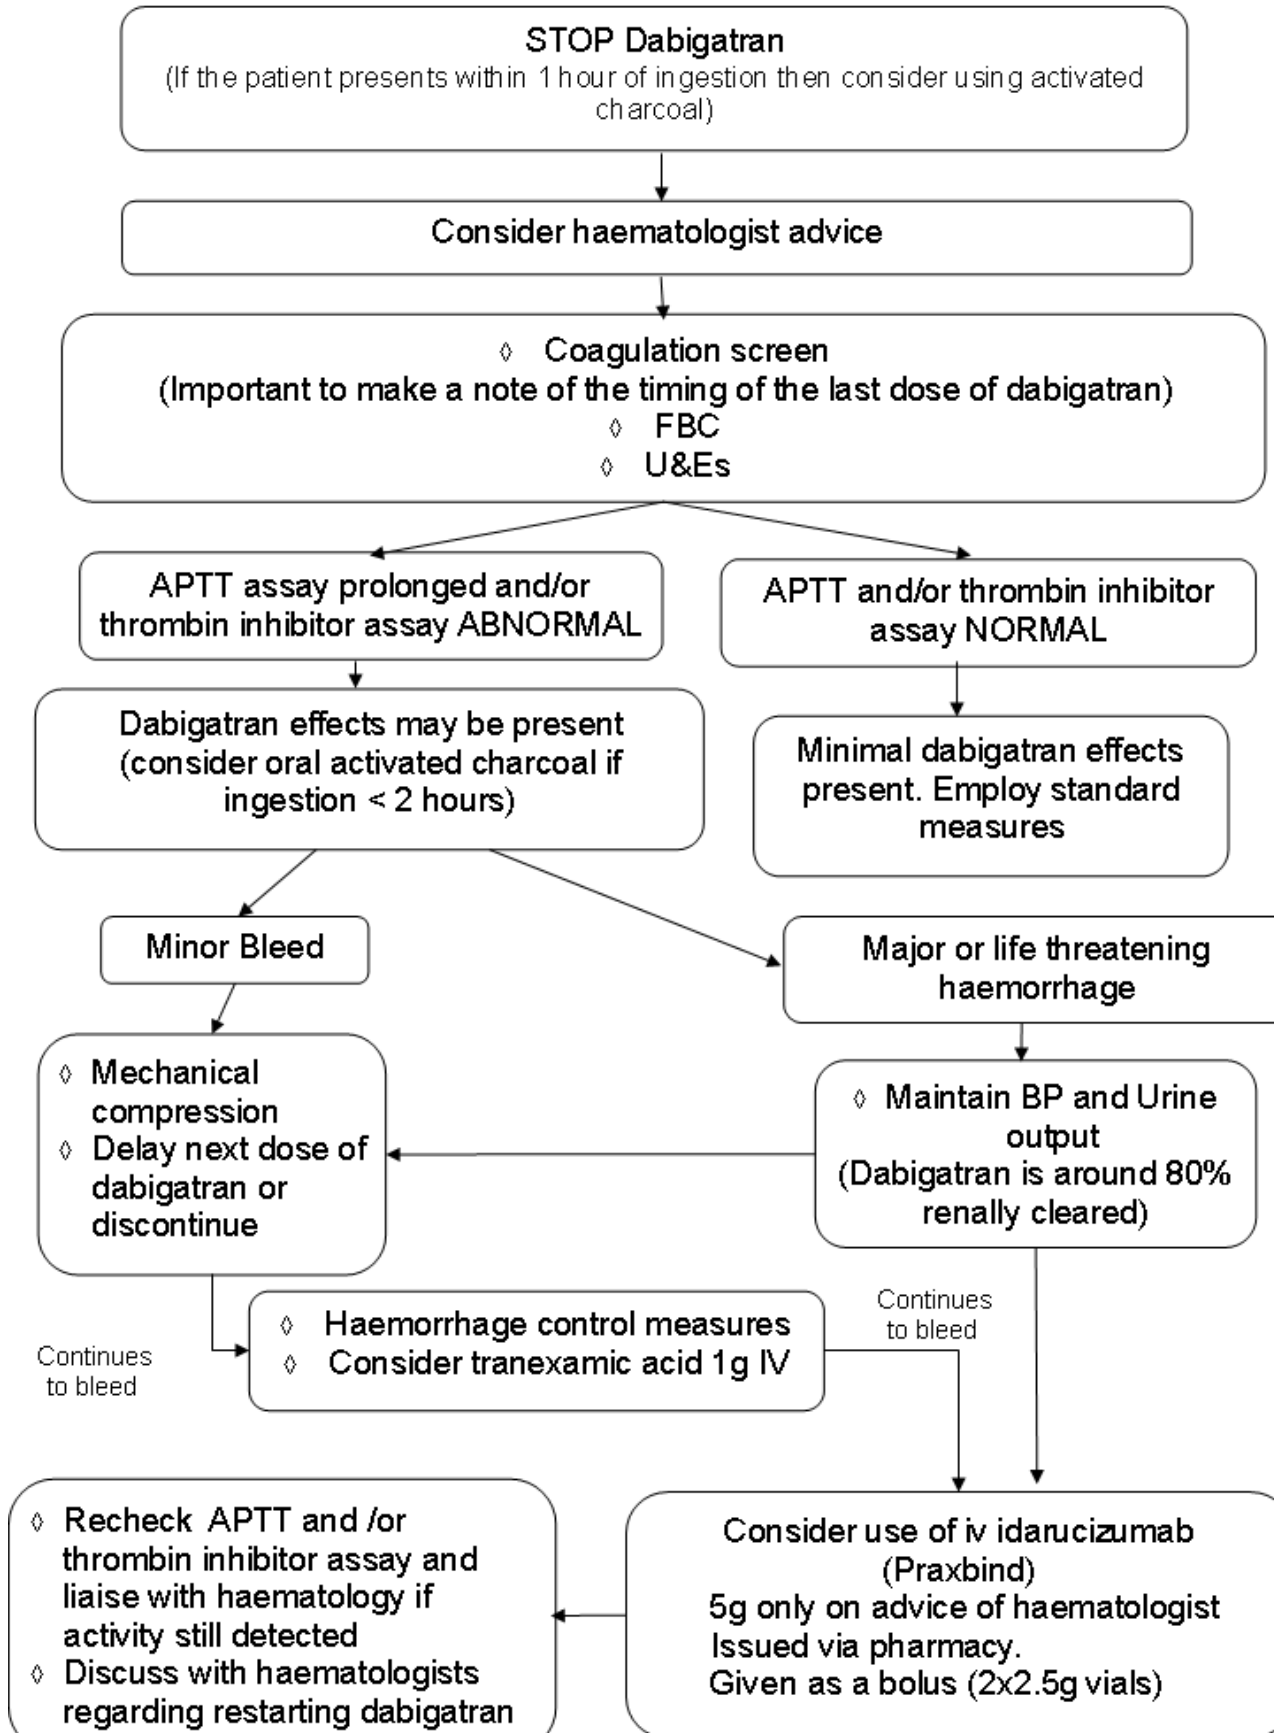 STOP Dabigatran
(If the patient presents within 1 hour of ingestion then consider using activated
charcoal)
Consider haematologist advice
◊ Coagulation screen
(Important to make a note of the timing of the last dose of dabigatran)
◊ FBC
◊ U&Es
APTT assay prolonged and/or
thrombin inhibitor assay ABNORMAL
APTT and/or thrombin inhibitor
assay NORMAL
Dabigatran effects may be present
(consider oral activated charcoal if
ingestion < 2 hours)
Minimal dabigatran effects
present. Employ standard
measures
Minor Bleed
Major or life threatening
haemorrhage
◊ Mechanical
compression
◊ Delay next dose of
dabigatran or
discontinue
◊ Maintain BP and Urine
output
(Dabigatran is around 80%
renally cleared)
Continues
to bleed
◊ Haemorrhage control measures
◊ Consider tranexamic acid 1g IV
Continues
to bleed
Consider use of iv idarucizumab
(Praxbind)
5g only on advice of haematologist
Issued via pharmacy.
Given as a bolus (2x2.5g vials)
◊ Recheck APTT and /or
thrombin inhibitor assay and
liaise with haematology if
activity still detected
◊ Discuss with haematologists
regarding restarting dabigatran